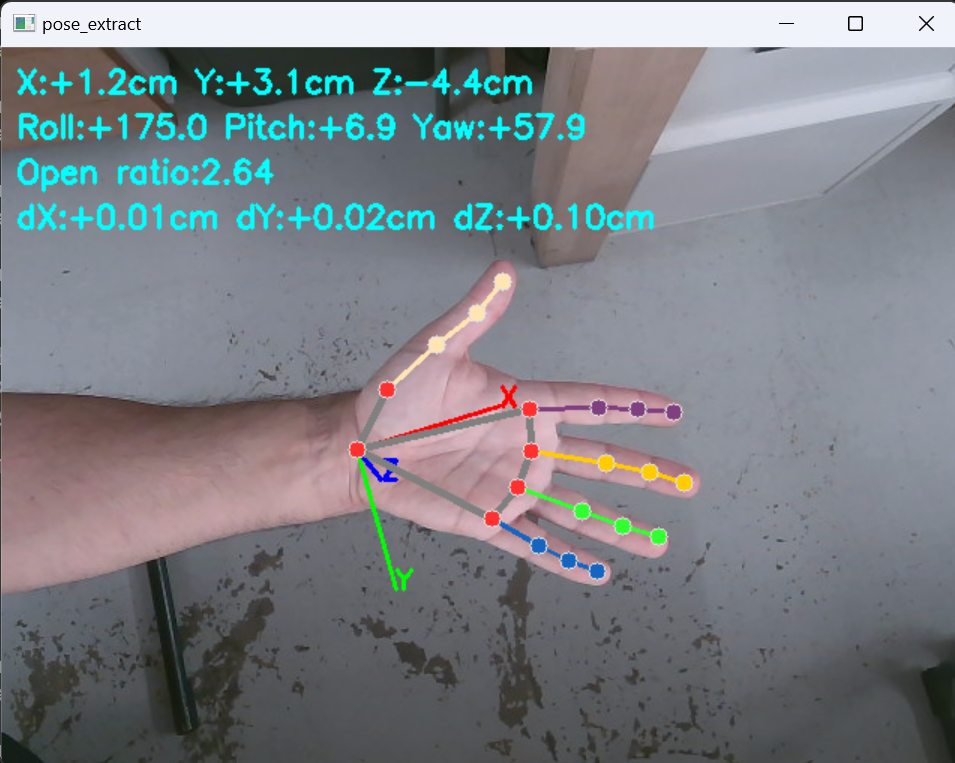 pose_extract
X:+1.2cm Y:+3.1cm Z:-4.4cm
Roll:+175.0 Pitch:+6.9 Yaw:+57.9
Open ratio:2.64
dX:+0.01cm dY:+0.02cm dZ:+0.10cm
X
Z
Y